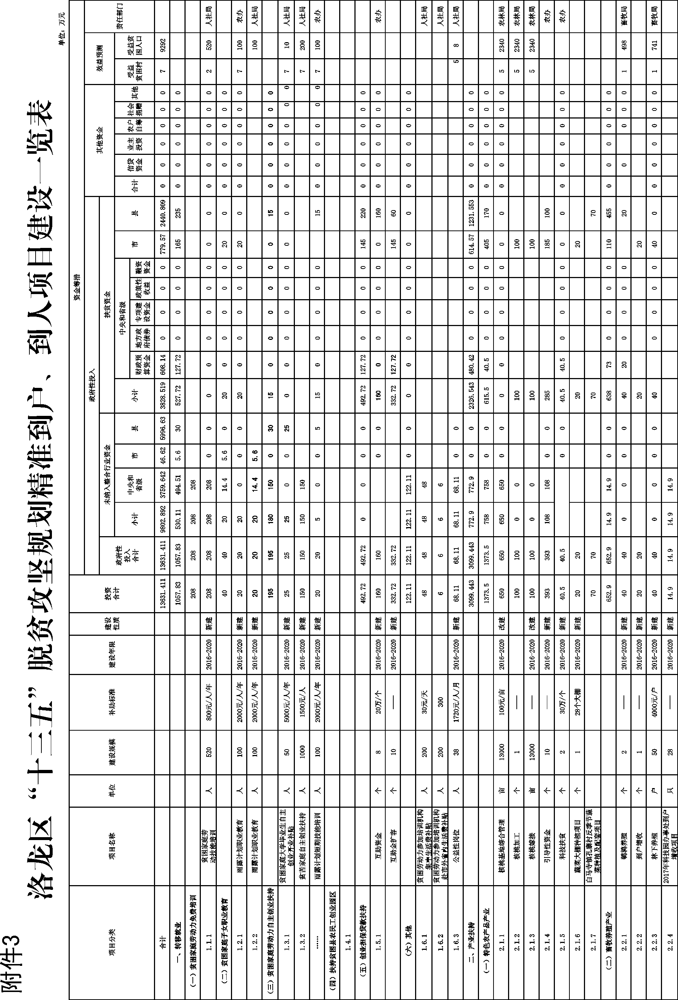 附件3
洛龙区“十三五”脱贫攻坚规划精准到户、到人项目建设一览表
单位：万元
项目分类 项目名称 单位 建设规模 补助标准 建设年限 建设性质 投资合计 资金筹措 效益预测 责任部门
政府性投入 其他资金
政府性投入合计 未纳入整合行业资金 扶贫资金
小计 中央和省级 市 县 小计 中央和省级 市 县 合计 信贷资金 业主投资 农户自筹 社会捐赠 其他 受益贫困村 受益贫困人口
财政预算资金 地方政府债券 专项建设资金 政策性收益 融资资金
合计 13631.411 13631.411 9802.892 3759.642 46.62 5996.63 3828.519 608.14 0 0 0 0 779.57 2440.809 0 0 0 0 0 0 7 9292
一、转移就业 1057.83 1057.83 530.11 494.51 5.6 30 527.72 127.72 0 0 0 0 165 235 0 0 0 0 0 0
（一）贫困家庭劳动力免费培训 208 208 208 208
1.1.1 贫困家庭劳动技能培训 人 520 800元/人/年 2016-2020 新建 208 208 208 208 0 0 0 0 0 0 0 0 0 0 0 0 0 0 0 0 2 520 人社局
（二）贫困家庭子女职业教育 40 40 20 14.4 5.6 0 20 0 0 0 0 0 20 0 0 0 0 0 0 0
1.2.1 雨露计划职业教育 人 100 2000元/人/年 2016-2020 新建 20 20 20 0 0 0 20 0 0 0 0 0 20 0 0 0 0 0 0 0 7 100 农办
1.2.2 雨露计划职业教育 人 100 2000元/人/年 2016-2020 新建 20 20 20 14.4 5.6 100 人社局
（三）贫困家庭劳动力自主创业扶持 195 195 180 150 0 30 15 0 0 0 0 0 0 15 0 0 0 0 0 0
1.3.1 贫困家庭大学毕业生自主创业开业补贴 人 50 5000元/人/年 2016-2020 新建 25 25 25 0 0 25 0 0 0 0 0 0 0 0 0 0 0 0 0 7 10 人社局
1.3.2 贫苦家庭自主创业扶持 人 1000 1500元/人 2016-2020 新建 150 150 150 150 7 200 人社局
…… 雨露计划短期技能培训 人 100 2000元/人/年 2016-2020 新建 20 20 5 0 0 5 15 0 0 0 0 0 15 0 0 0 0 0 0 7 100 农办
（四）扶持贫困县农民工创业园区
1.4.1
（五）创业担保贷款扶持 492.72 492.72 0 0 0 0 492.72 127.72 0 0 0 0 145 220 0 0 0 0 0 0
1.5.1 互助资金 个 8 20万/个 2016-2020 新建 160 160 0 0 160 0 0 0 0 0 0 160 0 0 0 0 0 0 农办
互助金扩容 个 10 —— 2016-2020 新建 332.72 332.72 332.72 127.72 145 60
（六）其他 122.11 122.11 122.11 122.11 0 0 0 0 0 0 0 0 0 0 0 0 0 0 0 0
1.6.1 贫困劳动力参加培训机构集中生活费补贴 人 200 30元/天 48 48 48 48 人社局
1.6.2 贫困劳动力参加培训机构赴市外省内生活费补贴 人 200 300 6 6 6 6 人社局
1.6.3 公益性岗位 人 38 1720元/人/月 2016-2020 新建 68.11 68.11 68.11 68.11 0 0 5 8 人社局
二、产业扶持 3099.443 3099.443 772.9 772.9 0 0 2326.543 480.42 0 0 0 0 614.57 1231.553 0 0 0 0 0 0
（一）特色农产品产业 1373.5 1373.5 758 758 0 0 615.5 40.5 0 0 0 0 405 170 0 0 0 0 0 0
2.1.1 核桃基地综合管理 亩 13000 100元/亩 2016-2020 改建 650 650 650 650 0 0 0 0 0 0 0 0 0 0 0 0 0 0 0 0 5 2340 农林局
2.1.2 核桃加工 个 1 —— 100 100 0 0 100 100 5 2340 农林局
2.1.3 核桃嫁接 亩 13000 —— 2016-2020 改建 100 100 0 0 100 100 5 2340 农林局
2.1.4 引导性资金 个 10 —— 2016-2020 新建 393 393 108 108 0 0 285 185 100 农办
2.1.5 科技扶贫 个 2 30万/个 2016-2020 新建 40.5 40.5 0 0 40.5 40.5 0 0 0 0 0 0 0 0 0 0 0 0 农办
2.1.6 蔬菜大棚种植项目 个 1 28个大棚 2016-2020 新建 20 20 20 20
2.1.7 白马寺镇孔寨村反季节蔬菜种植及配套项目 70 70 70 70
（二）畜牧养殖产业 652.9 652.9 14.9 14.9 0 0 638 73 0 0 0 0 110 455 0 0 0 0 0 0
2.2.1 鹌鹑养殖 个 2 —— 2016-2020 新建 40 40 0 0 0 0 40 20 0 0 0 0 20 0 0 0 0 1 498 畜牧局
2.2.2 到户增收 个 1 —— 2016-2020 新建 20 20 20 20
2.2.3 林下养殖 户 50 4000元/户 2016-2020 新建 40 40 0 0 0 0 40 0 0 0 0 40 0 0 0 0 0 0 0 1 741 畜牧局
2.2.4 2017年科技园办事处到户增收项目 只 28 —— 2016-2020 新建 14.9 14.9 14.9 14.9